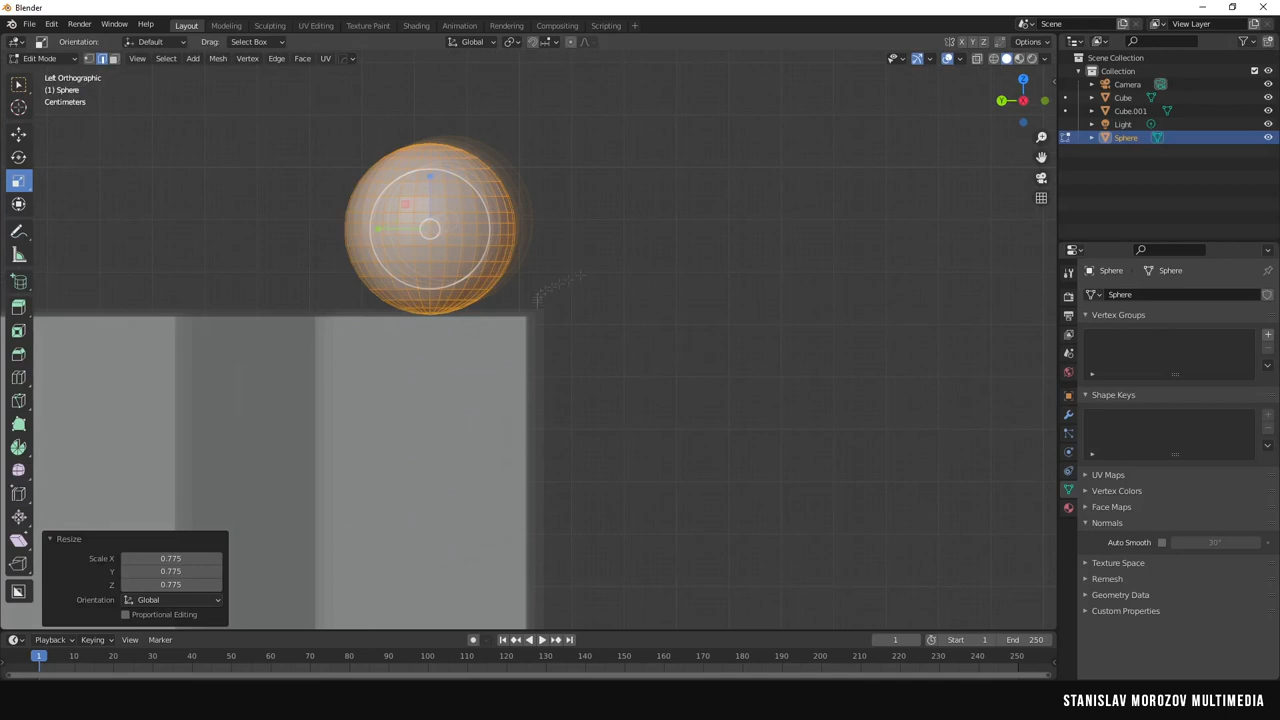 Blender
File Edit Render Window Help Layout Modeling Sculpting UV Editing Texture Paint Shading Animation Rendering Compositing Scripting + Scene View Layer
Orientation: Default Drag: Select Box Global X Y Z Options
Edit Mode View Select Add Mesh Vertex Edge Face UV
Left Orthographic
(1) Sphere
Centimeters
Z
Y
X
Scene Collection
Collection
Camera
Cube
Cube.001
Light
Sphere
Sphere Sphere
Sphere
Vertex Groups
Shape Keys
UV Maps
Vertex Colors
Face Maps
Normals
Auto Smooth 30°
Texture Space
Remesh
Geometry Data
Custom Properties
Resize
Scale X 0.775
Y 0.775
Z 0.775
Orientation Global
Proportional Editing
Playback Keying View Marker 1 Start 1 End 250
1 10 20 30 40 50 60 70 80 90 100 110 120 130 140 150 160 170 180 190 200 210 220 230 240 250
STANISLAV MOROZOV MULTIMEDIA